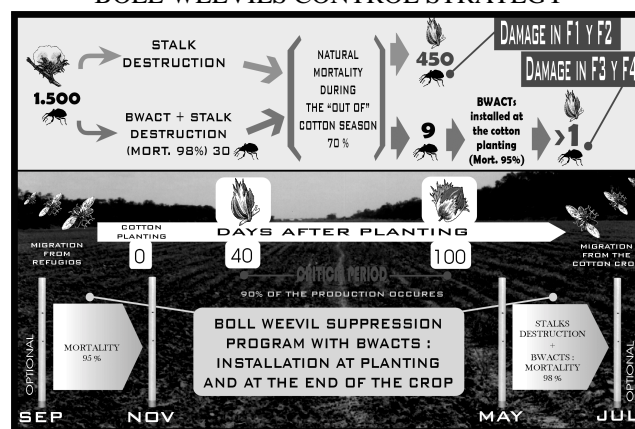 BOLL WEEVILS CONTROL STRATEGY
STALK
DESTRUCTION
1.500
BWACT + STALK
DESTRUCTION
(MORT. 98%) 30
NATURAL
MORTALITY
DURING
THE "OUT OF"
COTTON SEASON
70 %
450
9
BWACTs
installed at
the cotton
planting
(Mort. 95%)
>1
DAMAGE IN F1 Y F2
DAMAGE IN F3 Y F4
MIGRATION
FROM
REFUGIOS
COTTON
PLANTING
DAYS AFTER PLANTING
0
40
100
CRITICAL PERIOD
90% OF THE PRODUCTION OCCURES
MIGRATION
FROM THE
COTTON CRO
OPTIONAL
MORTALITY
95 %
BOLL WEEVIL SUPPRESSION
PROGRAM WITH BWACTS :
INSTALLATION AT PLANTING
AND AT THE END OF THE CROP
STALKS
DESTRUCTION
+
BWACTS :
MORTALITY
98 %
OPTIONAL
SEP
NOV
MAY
JUL